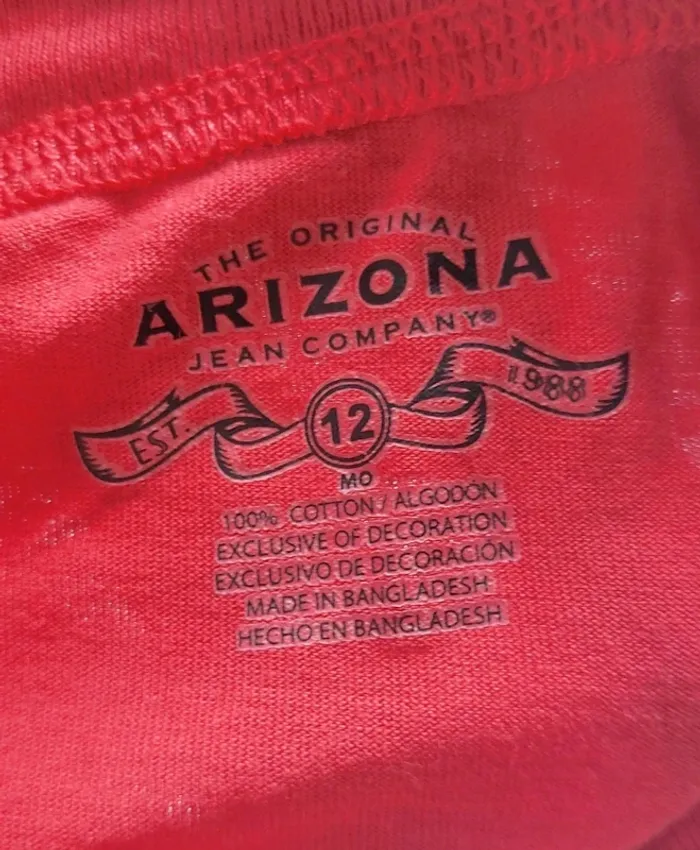 THE ORIGINAL
ARIZONA
JEAN COMPANY®
EST. 1988
12
MO
100% COTTON / ALGODÓN
EXCLUSIVE OF DECORATION
EXCLUSIVO DE DECORACIÓN
MADE IN BANGLADESH
HECHO EN BANGLADESH